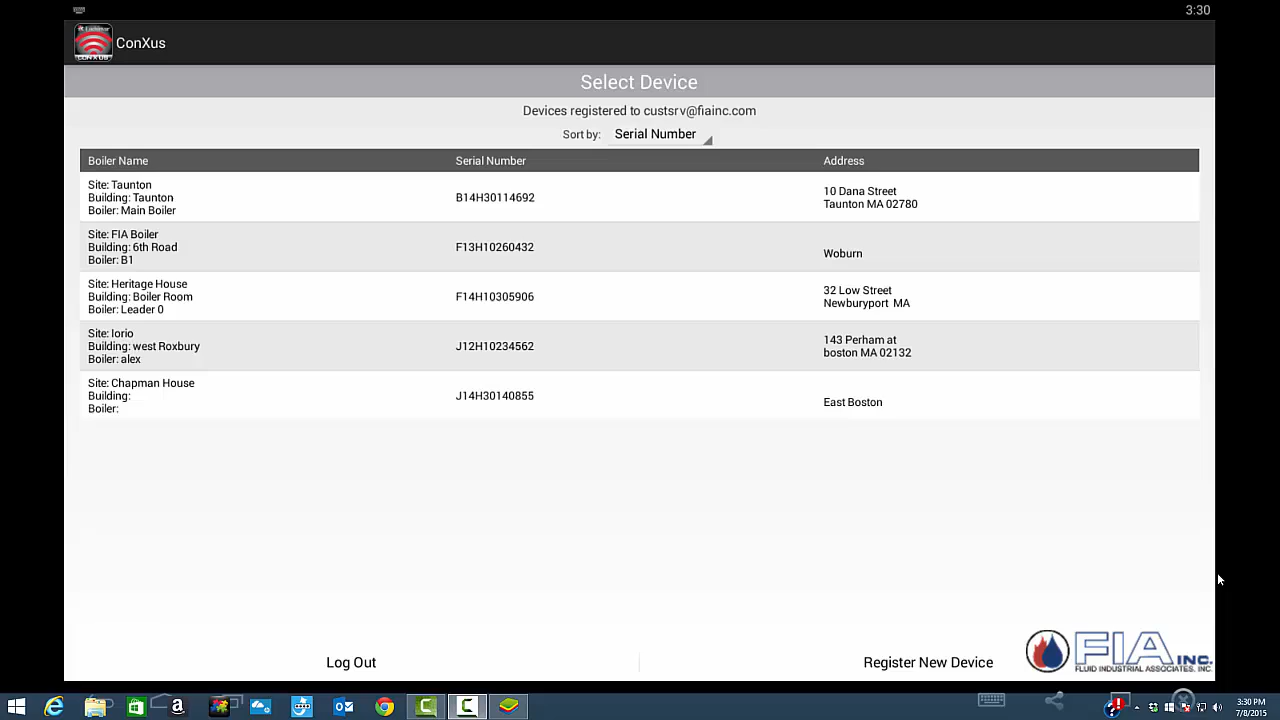 3:30
Lochinvar
CON·X·US
ConXus
Select Device
Devices registered to custsrv@fiainc.com
Sort by: Serial Number
Boiler Name Serial Number Address
Site: Taunton
Building: Taunton
Boiler: Main Boiler
B14H30114692
10 Dana Street
Taunton MA 02780
Site: FIA Boiler
Building: 6th Road
Boiler: B1
F13H10260432
Woburn
Site: Heritage House
Building: Boiler Room
Boiler: Leader 0
F14H10305906
32 Low Street
Newburyport MA
Site: Iorio
Building: west Roxbury
Boiler: alex
J12H10234562
143 Perham at
boston MA 02132
Site: Chapman House
Building:
Boiler:
J14H30140855
East Boston
Log Out
Register New Device
FIA INC.
FLUID INDUSTRIAL ASSOCIATES, INC.
3:30 PM
7/8/2015